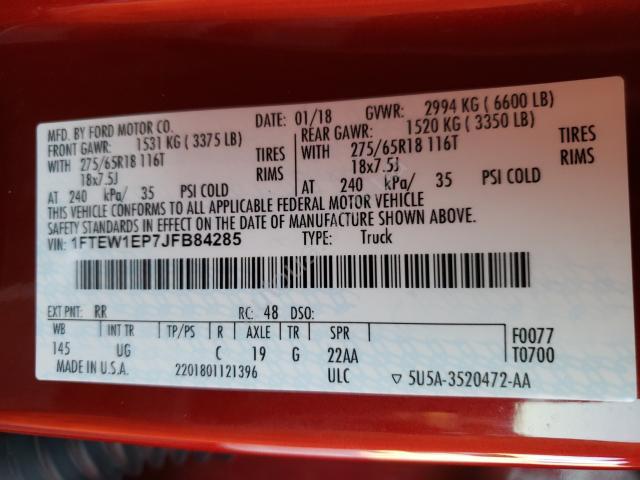 MFD. BY FORD MOTOR CO. DATE: 01/18 GVWR: 2994 KG ( 6600 LB)
FRONT GAWR: 1531 KG ( 3375 LB) REAR GAWR: 1520 KG ( 3350 LB)
WITH 275/65R18 116T TIRES WITH 275/65R18 116T TIRES
18x7.5J RIMS 18x7.5J RIMS
AT 240 kPa/ 35 PSI COLD AT 240 kPa/ 35 PSI COLD
THIS VEHICLE CONFORMS TO ALL APPLICABLE FEDERAL MOTOR VEHICLE
SAFETY STANDARDS IN EFFECT ON THE DATE OF MANUFACTURE SHOWN ABOVE.
VIN: 1FTEW1EP7JFB84285 TYPE: Truck
EXT PNT: RR RC: 48 DSO:
WB INT TR TP/PS R AXLE TR SPR F0077
145 UG C 19 G 22AA T0700
MADE IN U.S.A. 2201801121396 ULC ▽ 5U5A-3520472-AA